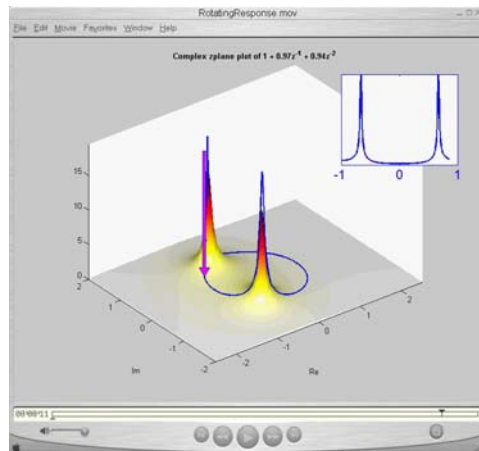 RotatingResponse.mov
File Edit Movie Favorites Window Help
Complex zplane plot of 1 + 0.97z⁻¹ + 0.94z⁻²
-1 0 1
15
10
5
0
2
1
0
-1
-2
-2
-1
0
1
2
Im
Re
00:00:11